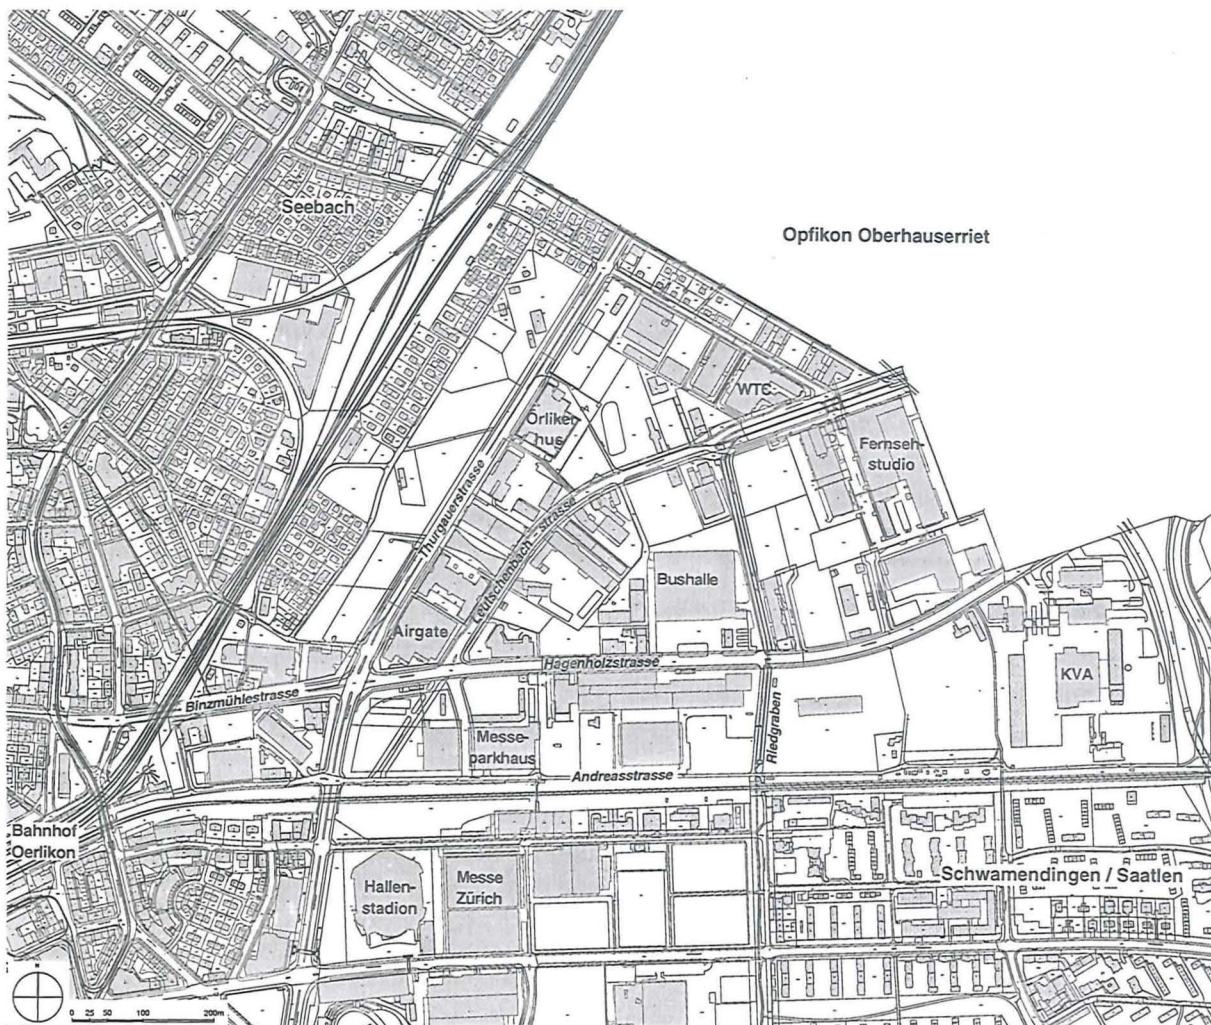 Seebach
Opfikon Oberhauserriet
WTC
Örliker
hus
Fernseh-
studio
Thurgauerstrasse
Leutschenbach - strasse
Bushalle
Airgate
Hagenholzstrasse
KVA
Binzmühlestrasse
Riedgraben
Messe-
parkhaus
Andreasstrasse
Bahnhof
Oerlikon
Hallen-
stadion
Messe
Zürich
Schwamendingen / Saatlen
N
0 25 50 100 200m